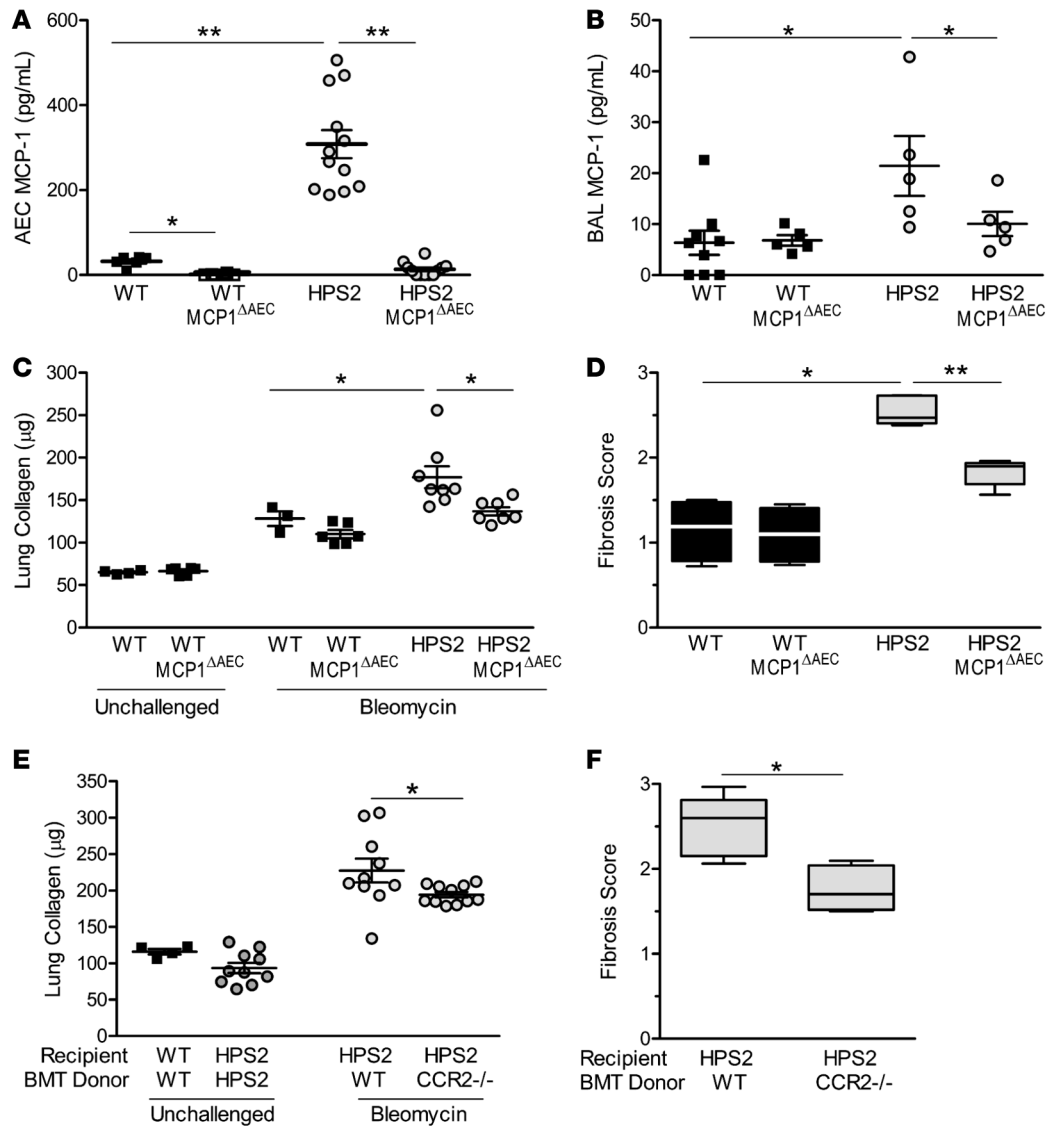 A
AEC MCP-1 (pg/mL)
600
400
200
0
**
**
*
WT
WT
MCP1ΔAEC
HPS2
HPS2
MCP1ΔAEC
B
BAL MCP-1 (pg/mL)
50
40
30
20
10
0
*
*
WT
WT
MCP1ΔAEC
HPS2
HPS2
MCP1ΔAEC
C
Lung Collagen (μg)
300
250
200
150
100
50
0
*
*
WT
WT
MCP1ΔAEC
WT
WT
MCP1ΔAEC
HPS2
HPS2
MCP1ΔAEC
Unchallenged
Bleomycin
D
Fibrosis Score
3
2
1
0
*
**
WT
WT
MCP1ΔAEC
HPS2
HPS2
MCP1ΔAEC
E
Lung Collagen (μg)
350
300
250
200
150
100
50
0
*
Recipient WT HPS2 HPS2 HPS2
BMT Donor WT HPS2 WT CCR2-/-
Unchallenged Bleomycin
F
Fibrosis Score
3
2
1
0
*
Recipient HPS2 HPS2
BMT Donor WT CCR2-/-